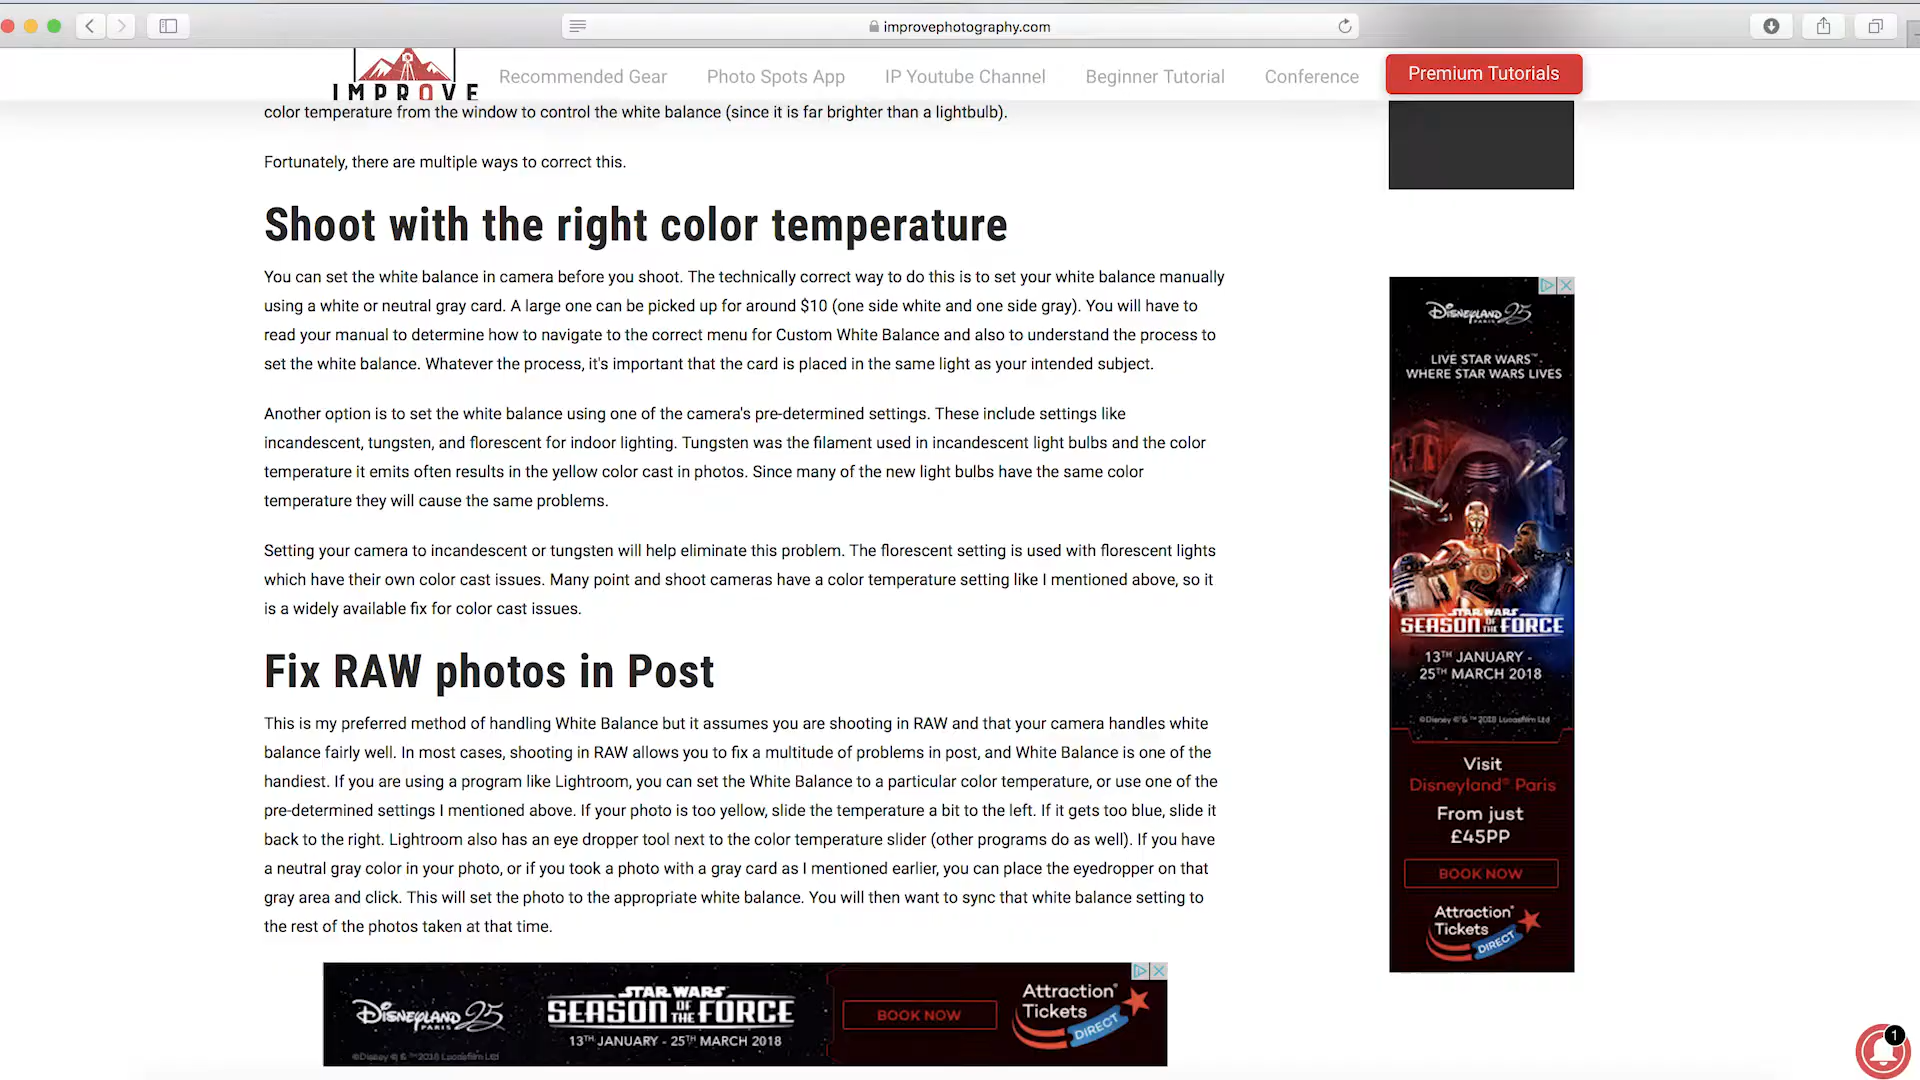 improvephotography.com
IMPROVE
Recommended Gear
Photo Spots App
IP Youtube Channel
Beginner Tutorial
Conference
Premium Tutorials
color temperature from the window to control the white balance (since it is far brighter than a lightbulb).
Fortunately, there are multiple ways to correct this.
Shoot with the right color temperature
You can set the white balance in camera before you shoot. The technically correct way to do this is to set your white balance manually
using a white or neutral gray card. A large one can be picked up for around $10 (one side white and one side gray). You will have to
read your manual to determine how to navigate to the correct menu for Custom White Balance and also to understand the process to
set the white balance. Whatever the process, it's important that the card is placed in the same light as your intended subject.
Another option is to set the white balance using one of the camera's pre-determined settings. These include settings like
incandescent, tungsten, and florescent for indoor lighting. Tungsten was the filament used in incandescent light bulbs and the color
temperature it emits often results in the yellow color cast in photos. Since many of the new light bulbs have the same color
temperature they will cause the same problems.
Setting your camera to incandescent or tungsten will help eliminate this problem. The florescent setting is used with florescent lights
which have their own color cast issues. Many point and shoot cameras have a color temperature setting like I mentioned above, so it
is a widely available fix for color cast issues.
Fix RAW photos in Post
This is my preferred method of handling White Balance but it assumes you are shooting in RAW and that your camera handles white
balance fairly well. In most cases, shooting in RAW allows you to fix a multitude of problems in post, and White Balance is one of the
handiest. If you are using a program like Lightroom, you can set the White Balance to a particular color temperature, or use one of the
pre-determined settings I mentioned above. If your photo is too yellow, slide the temperature a bit to the left. If it gets too blue, slide it
back to the right. Lightroom also has an eye dropper tool next to the color temperature slider (other programs do as well). If you have
a neutral gray color in your photo, or if you took a photo with a gray card as I mentioned earlier, you can place the eyedropper on that
gray area and click. This will set the photo to the appropriate white balance. You will then want to sync that white balance setting to
the rest of the photos taken at that time.
DISNEYLAND 25
PARIS
LIVE STAR WARS™
WHERE STAR WARS LIVES
STAR WARS
SEASON OF THE FORCE
13TH JANUARY -
25TH MARCH 2018
©Disney ©& ™2018 Lucasfilm Ltd
Visit
Disneyland® Paris
From just
£45PP
BOOK NOW
Attraction®
Tickets
DIRECT
DISNEYLAND 25
PARIS
©Disney © & ™2018 Lucasfilm Ltd
STAR WARS™
SEASON OF THE FORCE
13TH JANUARY - 25TH MARCH 2018
BOOK NOW
Attraction®
Tickets
DIRECT
1